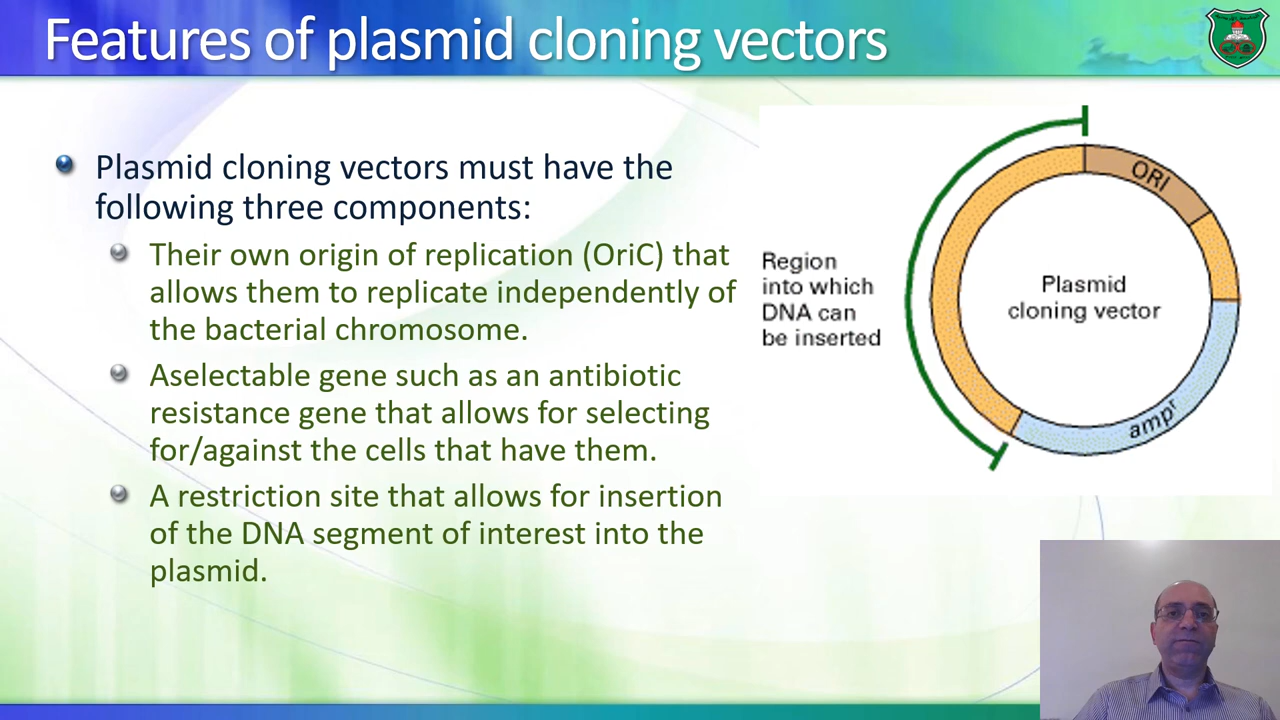 Features of plasmid cloning vectors
Plasmid cloning vectors must have the
following three components:
Their own origin of replication (OriC) that
allows them to replicate independently of
the bacterial chromosome.
Aselectable gene such as an antibiotic
resistance gene that allows for selecting
for/against the cells that have them.
A restriction site that allows for insertion
of the DNA segment of interest into the
plasmid.
Region
into which
DNA can
be inserted
ORI
Plasmid
cloning vector
ampʳ